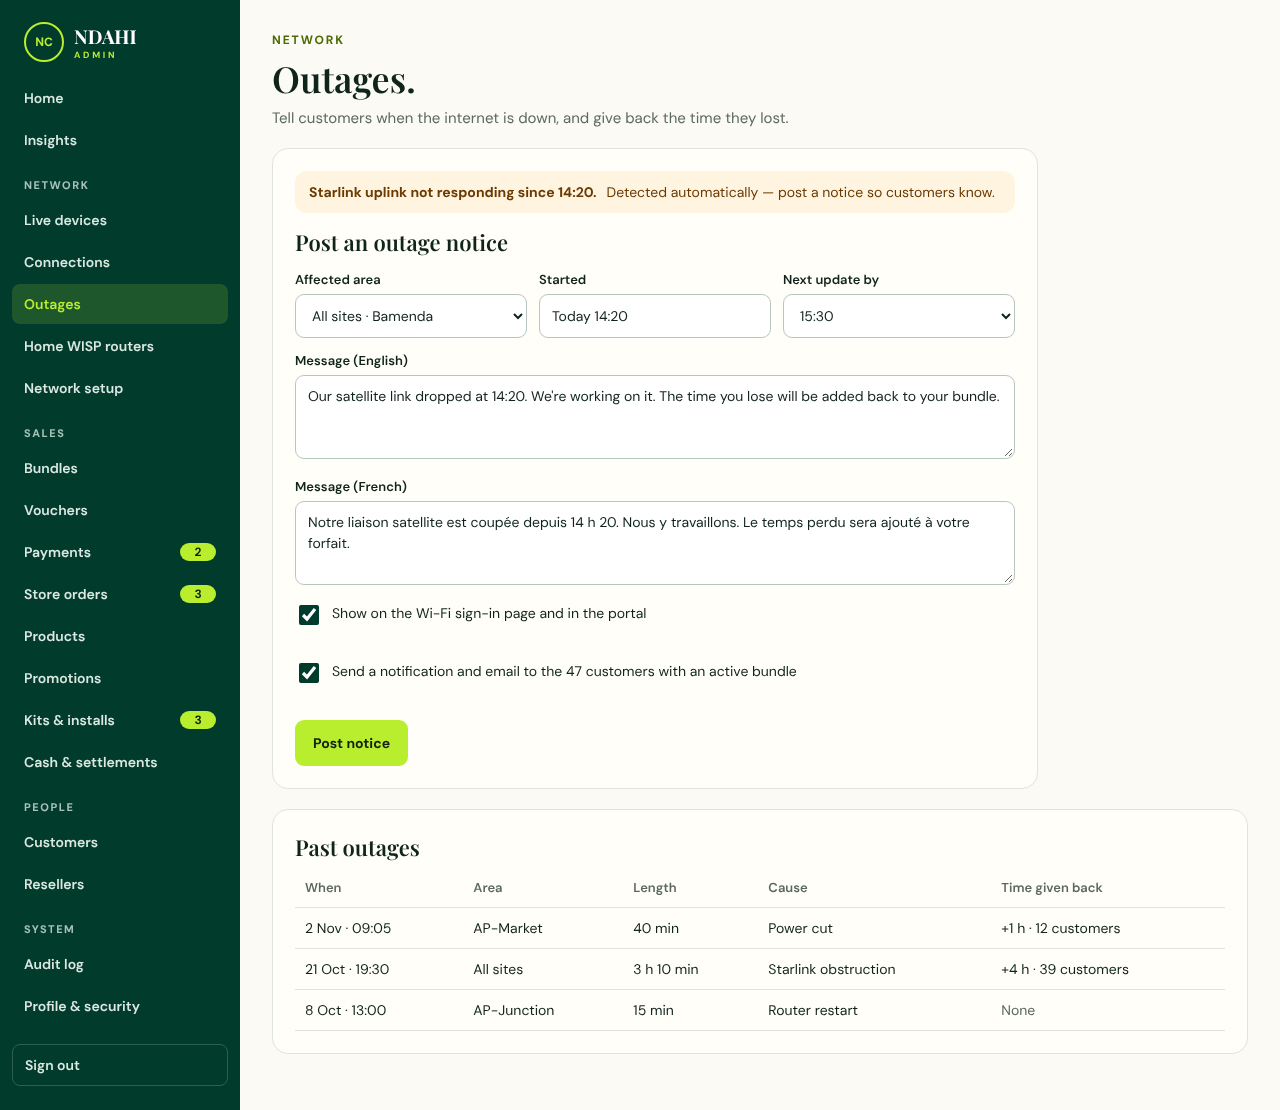 NC
NDAHI
ADMIN
Home
Insights
NETWORK
Live devices
Connections
Outages
Home WISP routers
Network setup
SALES
Bundles
Vouchers
Payments 2
Store orders 3
Products
Promotions
Kits & installs 3
Cash & settlements
PEOPLE
Customers
Resellers
SYSTEM
Audit log
Profile & security
Sign out
NETWORK
Outages.
Tell customers when the internet is down, and give back the time they lost.
Starlink uplink not responding since 14:20. Detected automatically — post a notice so customers know.
Post an outage notice
Affected area Started Next update by
All sites · Bamenda Today 14:20 15:30
Message (English)
Our satellite link dropped at 14:20. We're working on it. The time you lose will be added back to your bundle.
Message (French)
Notre liaison satellite est coupée depuis 14 h 20. Nous y travaillons. Le temps perdu sera ajouté à votre
forfait.
Show on the Wi-Fi sign-in page and in the portal
Send a notification and email to the 47 customers with an active bundle
Post notice
Past outages
When Area Length Cause Time given back
2 Nov · 09:05 AP-Market 40 min Power cut +1 h · 12 customers
21 Oct · 19:30 All sites 3 h 10 min Starlink obstruction +4 h · 39 customers
8 Oct · 13:00 AP-Junction 15 min Router restart None